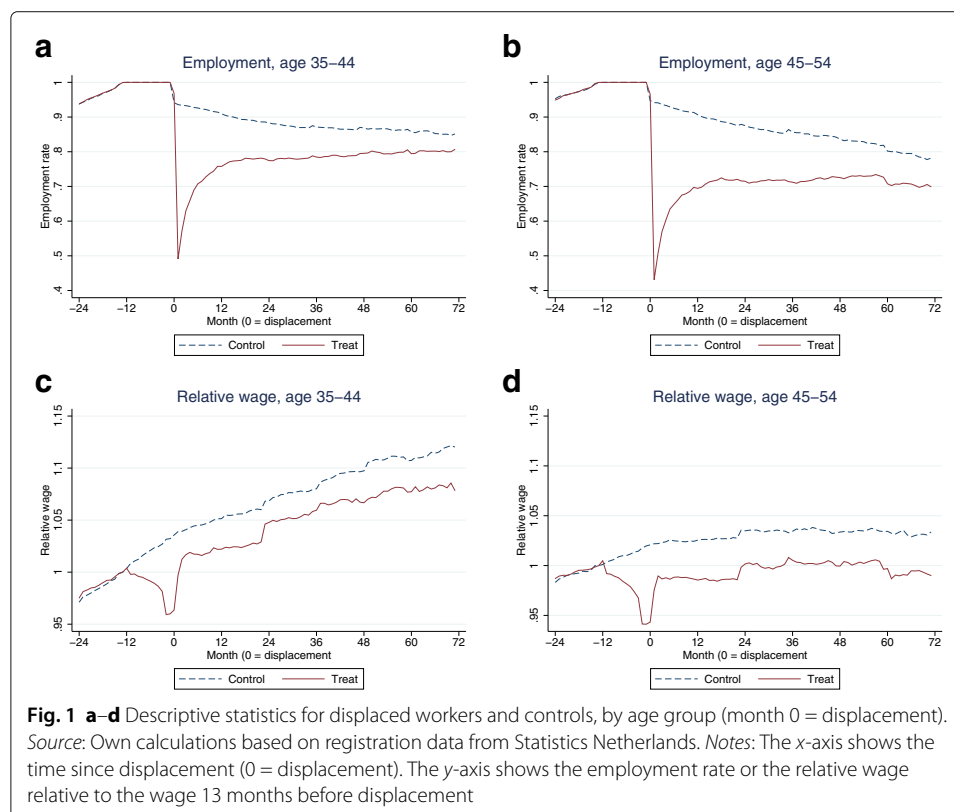 a
Employment, age 35–44
Employment rate
1
.9
.8
.7
.6
.5
.4
−24 −12 0 12 24 36 48 60 72
Month (0 = displacement
Control Treat
b
Employment, age 45–54
Employment rate
1
.9
.8
.7
.6
.5
.4
−24 −12 0 12 24 36 48 60 72
Month (0 = displacement
Control Treat
c
Relative wage, age 35–44
Relative wage
1.15
1.1
1.05
1
.95
−24 −12 0 12 24 36 48 60 72
Month (0 = displacement
Control Treat
d
Relative wage, age 45–54
Relative wage
1.15
1.1
1.05
1
.95
−24 −12 0 12 24 36 48 60 72
Month (0 = displacement
Control Treat
Fig. 1 a–d Descriptive statistics for displaced workers and controls, by age group (month 0 = displacement).
Source: Own calculations based on registration data from Statistics Netherlands. Notes: The x-axis shows the
time since displacement (0 = displacement). The y-axis shows the employment rate or the relative wage
relative to the wage 13 months before displacement